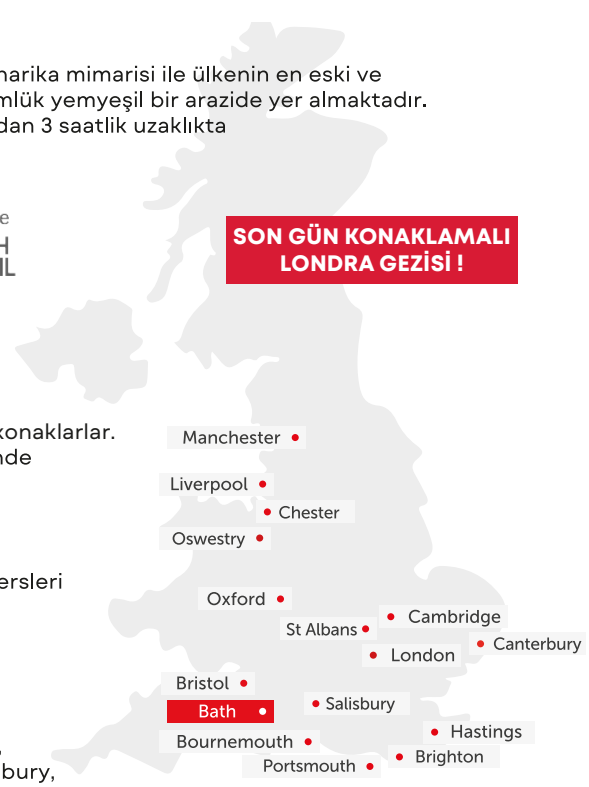 arika mimarisi ile ülkenin en eski ve
mlük yemyeşil bir arazide yer almaktadır.
dan 3 saatlik uzaklıkta
e
H
IL
SON GÜN KONAKLAMALI
LONDRA GEZİSİ !
konaklarlar.
nde
Manchester
Liverpool
Chester
Oswestry
ersleri
Oxford
Cambridge
St Albans
Canterbury
London
Bristol
Salisbury
Bath
Hastings
Bournemouth
Brighton
Portsmouth
bury,